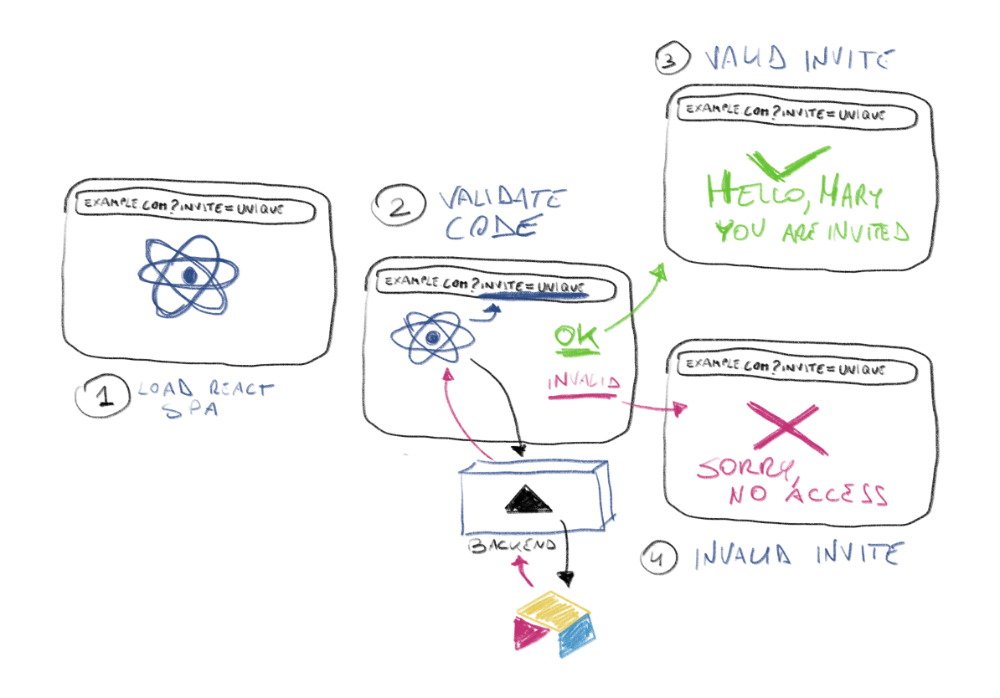 EXAMPLE.COM?INVITE=UNIQUE
1 LOAD REACT
SPA
2 VALIDATE
CODE
EXAMPLE.COM?INVITE=UNIQUE
OK
INVALID
BACKEND
3 VALID INVITE
EXAMPLE.COM?INVITE=UNIQUE
HELLO, MARY
YOU ARE INVITED
EXAMPLE.COM?INVITE=UNIQUE
SORRY,
NO ACCESS
4 INVALID INVITE